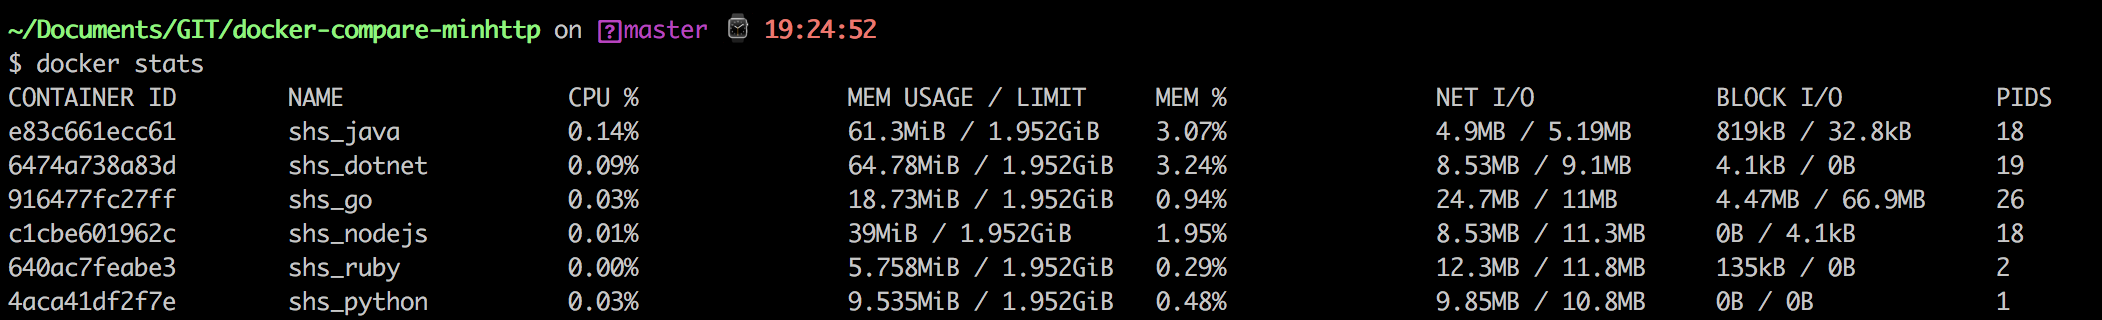 ~/Documents/GIT/docker-compare-minhttp on ?master ⌚ 19:24:52
$ docker stats
CONTAINER ID NAME CPU % MEM USAGE / LIMIT MEM % NET I/O BLOCK I/O PIDS
e83c661ecc61 shs_java 0.14% 61.3MiB / 1.952GiB 3.07% 4.9MB / 5.19MB 819kB / 32.8kB 18
6474a738a83d shs_dotnet 0.09% 64.78MiB / 1.952GiB 3.24% 8.53MB / 9.1MB 4.1kB / 0B 19
916477fc27ff shs_go 0.03% 18.73MiB / 1.952GiB 0.94% 24.7MB / 11MB 4.47MB / 66.9MB 26
c1cbe601962c shs_nodejs 0.01% 39MiB / 1.952GiB 1.95% 8.53MB / 11.3MB 0B / 4.1kB 18
640ac7feabe3 shs_ruby 0.00% 5.758MiB / 1.952GiB 0.29% 12.3MB / 11.8MB 135kB / 0B 2
4aca41df2f7e shs_python 0.03% 9.535MiB / 1.952GiB 0.48% 9.85MB / 10.8MB 0B / 0B 1